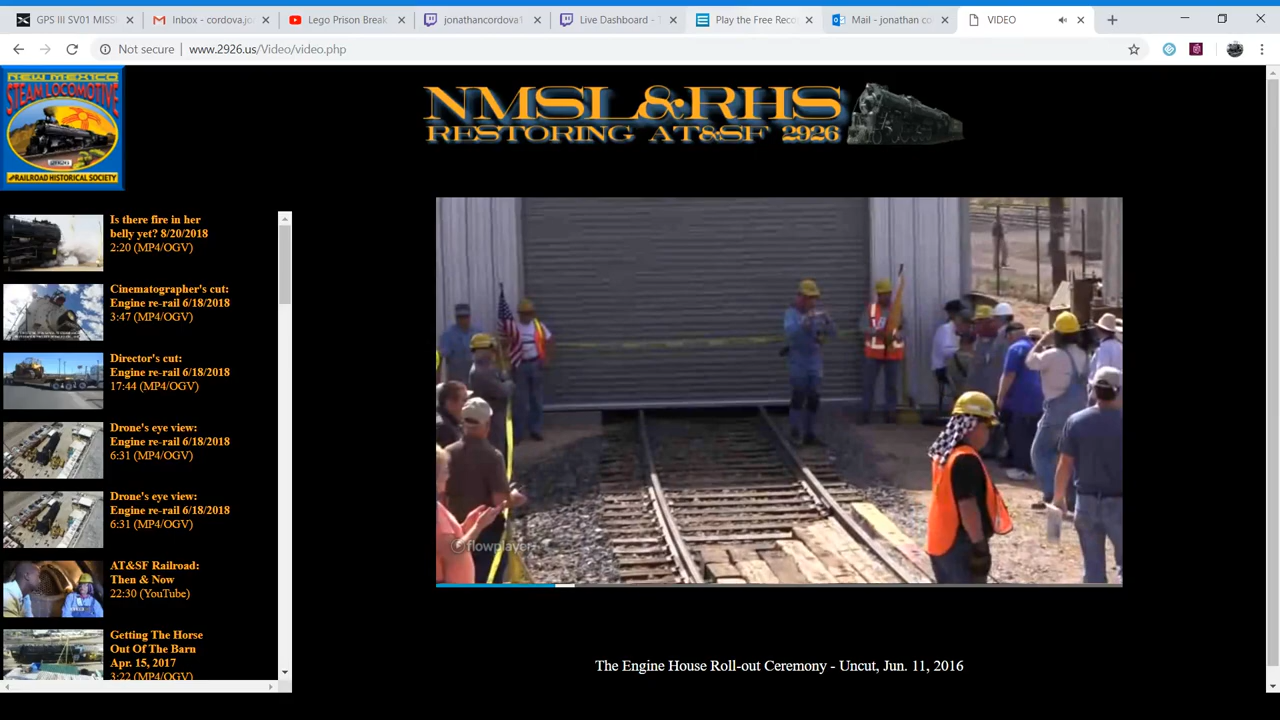 GPS III SV01 MISSI
Inbox - cordova.jo
Lego Prison Break
jonathancordova1
Live Dashboard - T
Play the Free Reco
Mail - jonathan co
VIDEO
Not secure | www.2926.us/Video/video.php
NEW MEXICO
STEAM LOCOMOTIVE
RAILROAD HISTORICAL SOCIETY
NMSL&RHS
RESTORING AT&SF 2926
Is there fire in her
belly yet? 8/20/2018
2:20 (MP4/OGV)
Cinematographer's cut:
Engine re-rail 6/18/2018
3:47 (MP4/OGV)
Director's cut:
Engine re-rail 6/18/2018
17:44 (MP4/OGV)
Drone's eye view:
Engine re-rail 6/18/2018
6:31 (MP4/OGV)
Drone's eye view:
Engine re-rail 6/18/2018
6:31 (MP4/OGV)
AT&SF Railroad:
Then & Now
22:30 (YouTube)
Getting The Horse
Out Of The Barn
Apr. 15, 2017
3:22 (MP4/OGV)
flowplayer
The Engine House Roll-out Ceremony - Uncut, Jun. 11, 2016